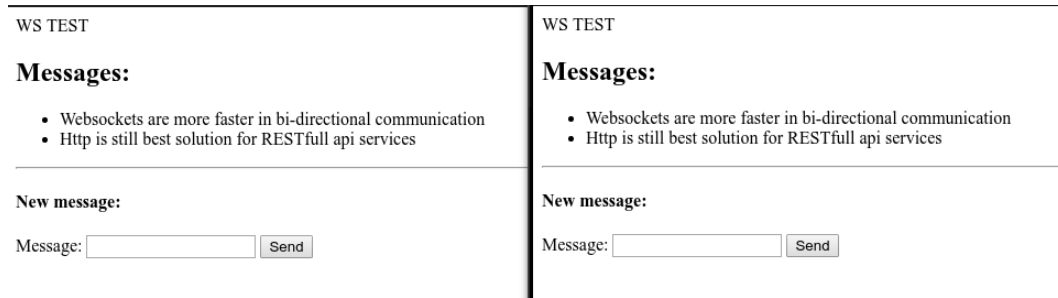 WS TEST
Messages:
Websockets are more faster in bi-directional communication
Http is still best solution for RESTfull api services
New message:
Message:
Send
WS TEST
Messages:
Websockets are more faster in bi-directional communication
Http is still best solution for RESTfull api services
New message:
Message:
Send